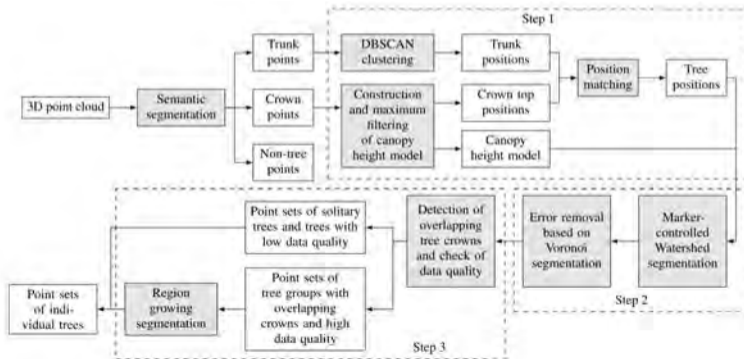 Step 1
Trunk
points
DBSCAN
clustering
Trunk
positions
3D point cloud
Semantic
segmentation
Crown
points
Construction
and maximum
filtering
of canopy
height model
Crown top
positions
Position
matching
Tree
positions
Non-tree
points
Canopy
height model
Point sets of solitary
trees and trees with
low data quality
Detection of
overlapping
tree crowns
and check of
data quality
Error removal
based on
Voronoi
segmentation
Marker-
controlled
Watershed
segmentation
Step 2
Point sets
of indi-
vidual trees
Region
growing
segmentation
Point sets of
tree groups with
overlapping
crowns and high
data quality
Step 3